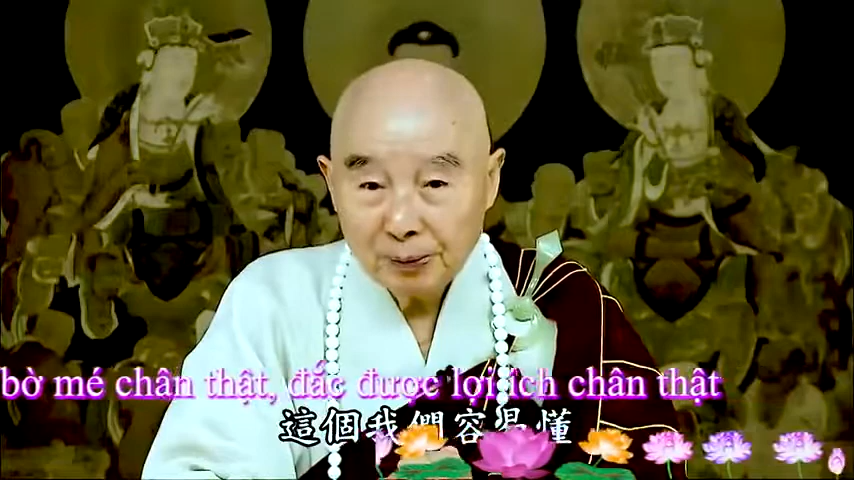 bờ mé chân thật, đắc được lợi ích chân thật
這個我們容易懂